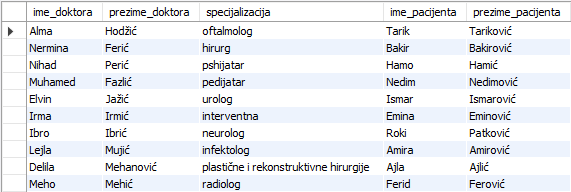 ime_doktora prezime_doktora specijalizacija ime_pacijenta prezime_pacijenta
Alma Hodžić oftalmolog Tarik Tariković
Nermina Ferić hirurg Bakir Bakirović
Nihad Perić pshijatar Hamo Hamić
Muhamed Fazlić pedijatar Nedim Nedimović
Elvin Jažić urolog Ismar Ismarović
Irma Irmić interventna Emina Eminović
Ibro Ibrić neurolog Roki Patković
Lejla Mujić infektolog Amira Amirović
Delila Mehanović plastične i rekonstruktivne hirurgije Ajla Ajlić
Meho Mehić radiolog Ferid Ferović